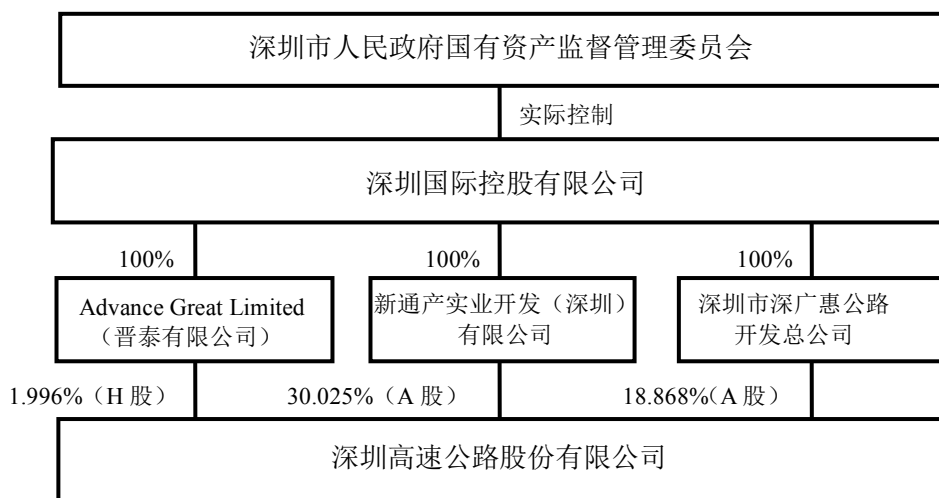 深圳市人民政府国有资产监督管理委员会
实际控制
深圳国际控股有限公司
100%
100%
100%
Advance Great Limited
（晋泰有限公司）
新通产实业开发（深圳）
有限公司
深圳市深广惠公路
开发总公司
1.996%（H 股）
30.025%（A 股）
18.868%(A 股）
深圳高速公路股份有限公司